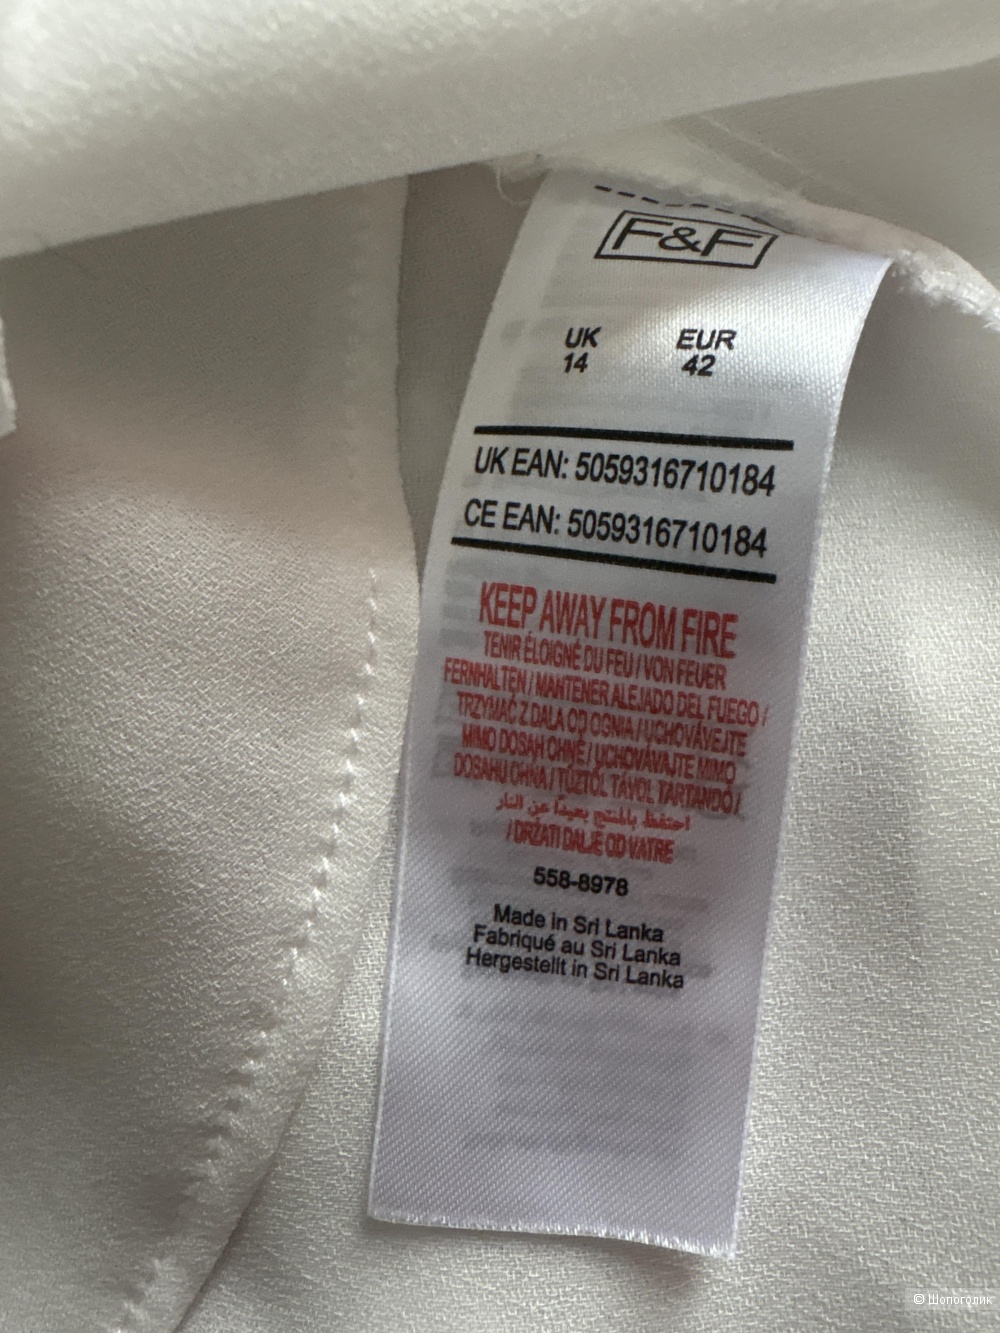 F&F
UK EUR
14 42
UK EAN: 5059316710184
CE EAN: 5059316710184
KEEP AWAY FROM FIRE
TENIR ÉLOIGNÉ DU FEU / VON FEUER
FERNHALTEN / MANTENER ALEJADO DEL FUEGO /
TRZYMAĆ Z DALA OD OGNIA / UCHOVÁVEJTE
MIMO DOSAH OHNĚ / UCHOVÁVAJTE MIMO
DOSAHU OHŇA / TŰZTŐL TÁVOL TARTANDÓ /
احتفظ بالمنتج بعيدًا عن النار
/ DRŽATI DALJE OD VATRE
558-8978
Made in Sri Lanka
Fabriqué au Sri Lanka
Hergestellt in Sri Lanka
© Шопоголик